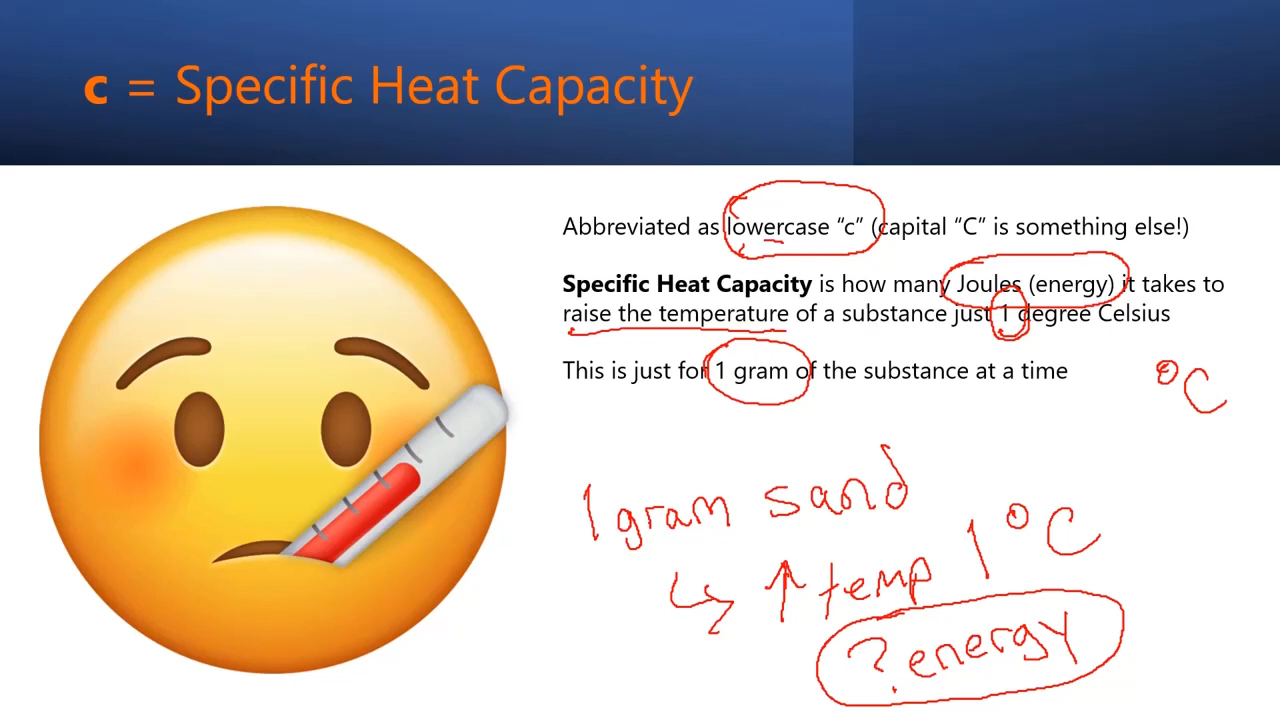 c = Specific Heat Capacity
Abbreviated as lowercase “c” (capital “C” is something else!)
Specific Heat Capacity is how many Joules (energy) it takes to
raise the temperature of a substance just 1 degree Celsius
This is just for 1 gram of the substance at a time
°C
1 gram sand
↳ ↑ temp 1 °C
? energy